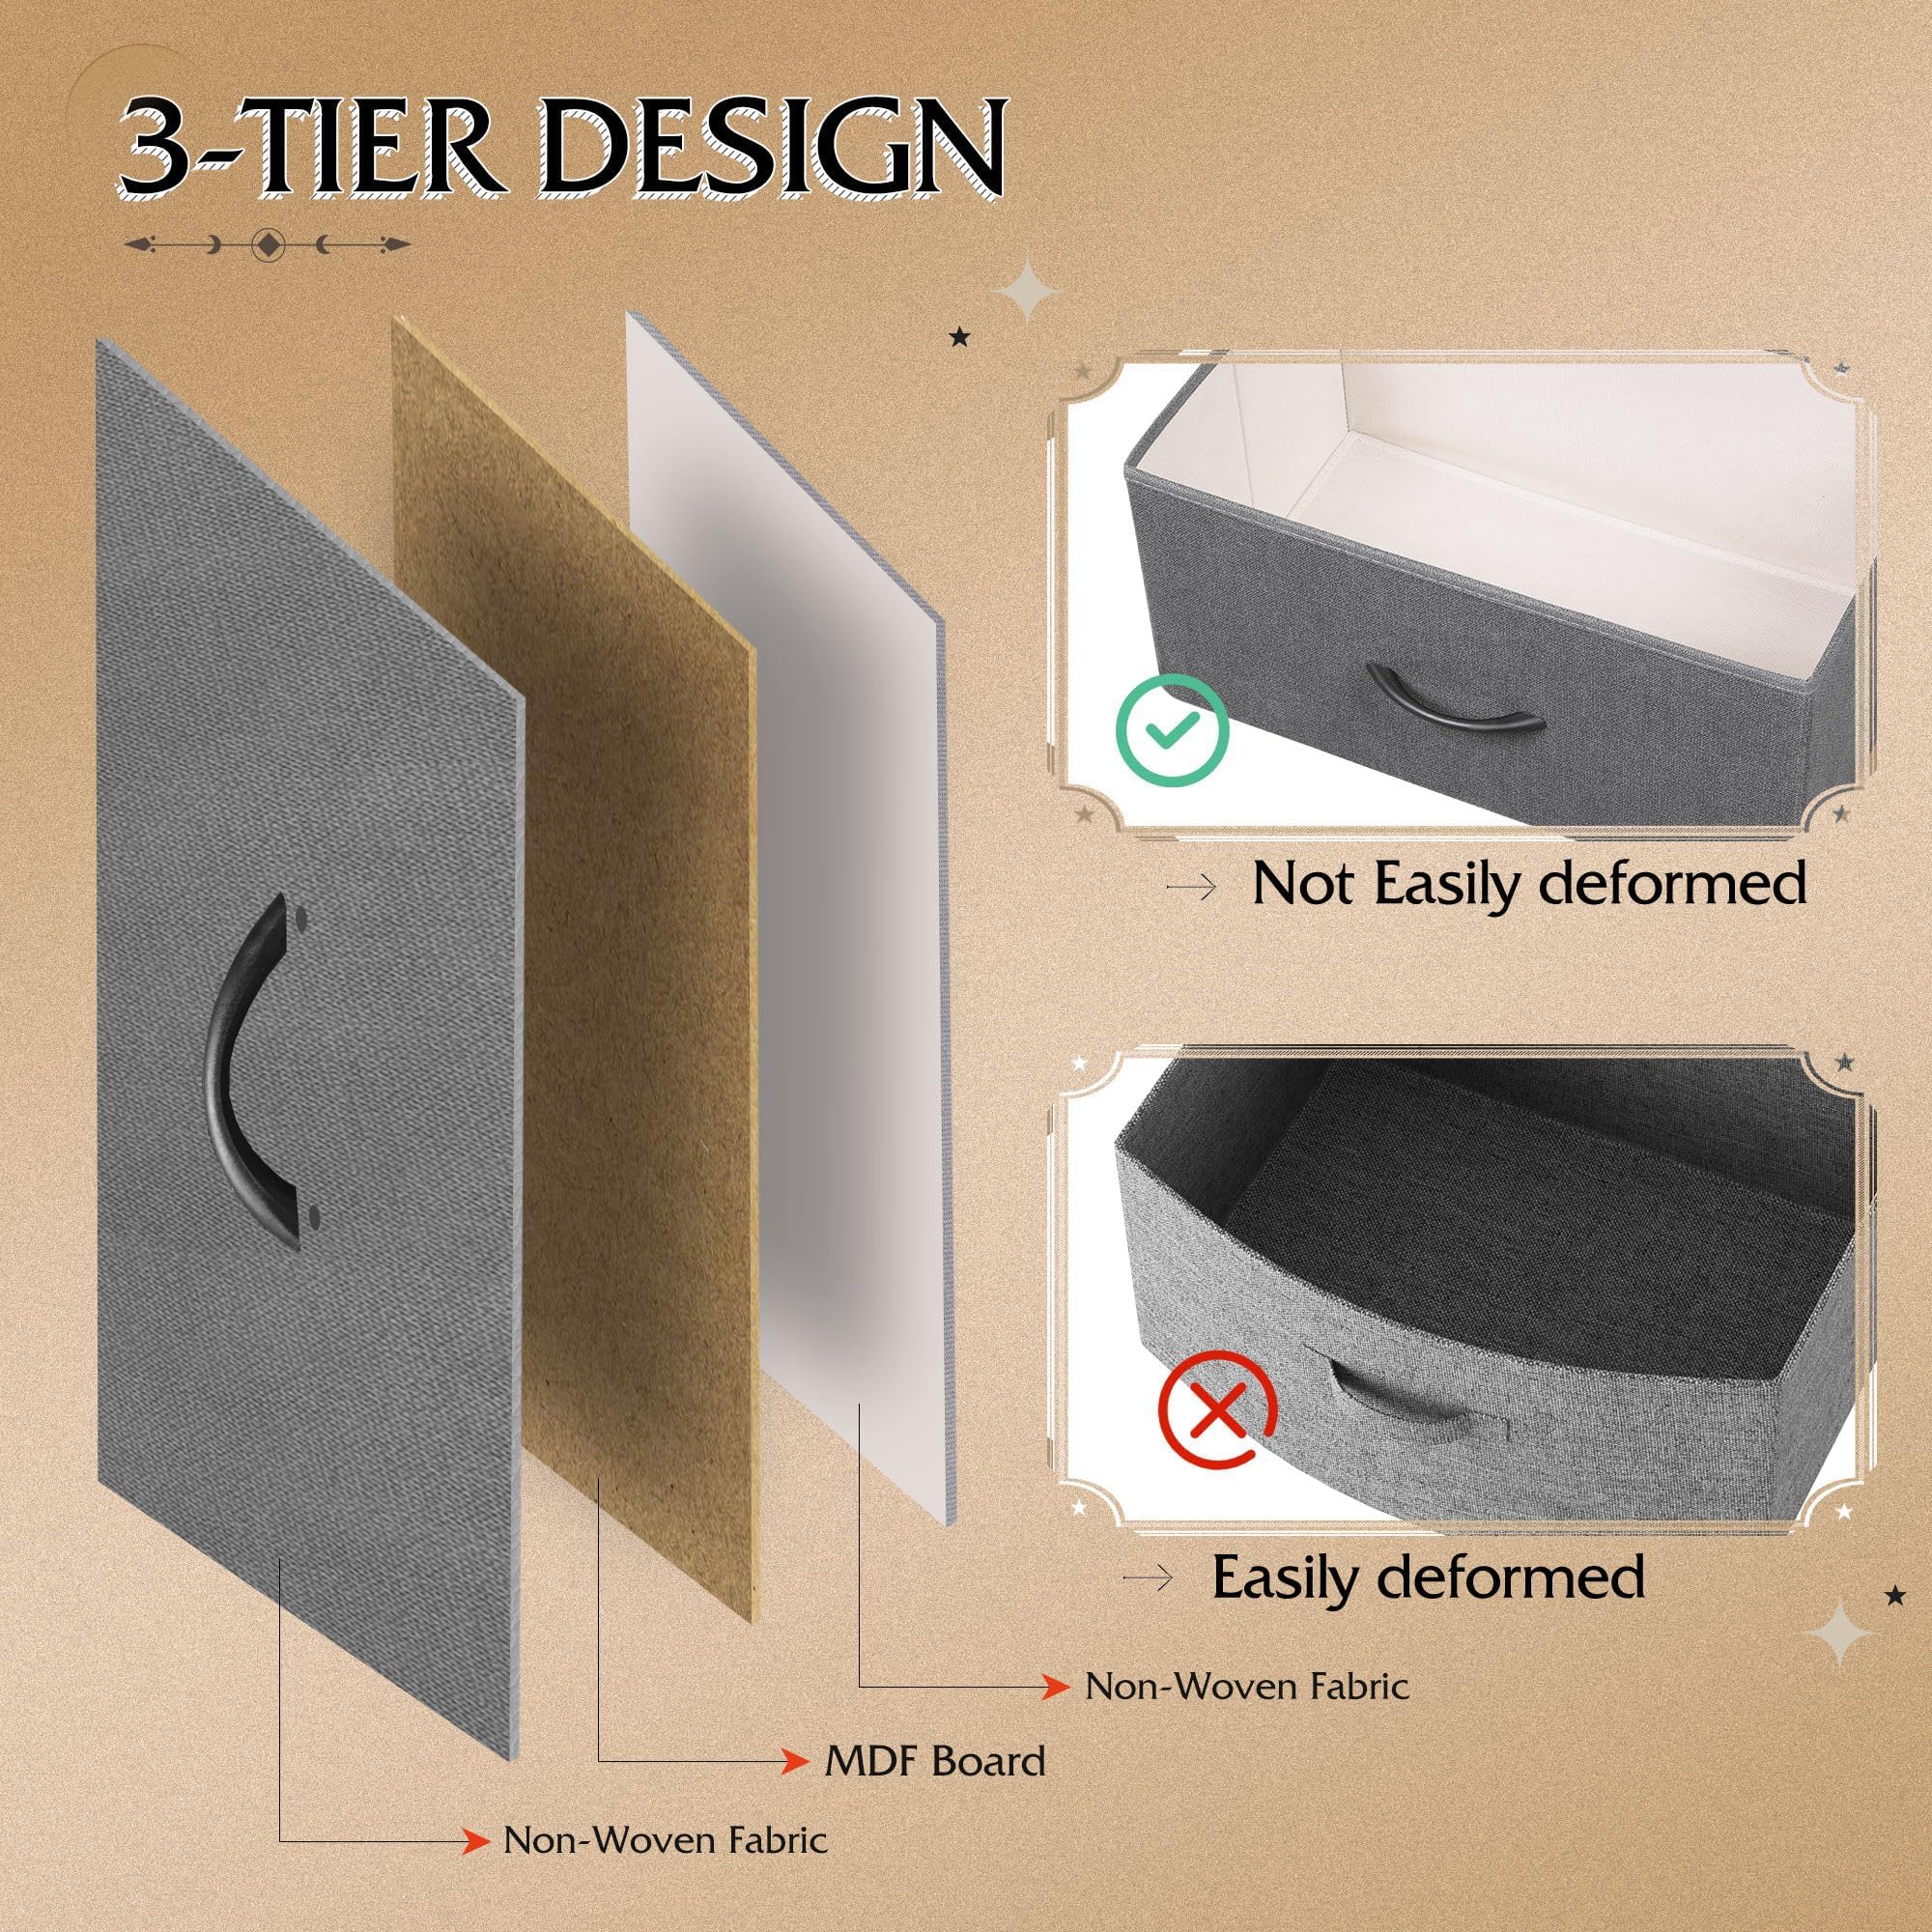 3-TIER DESIGN
Not Easily deformed
Easily deformed
Non-Woven Fabric
MDF Board
Non-Woven Fabric